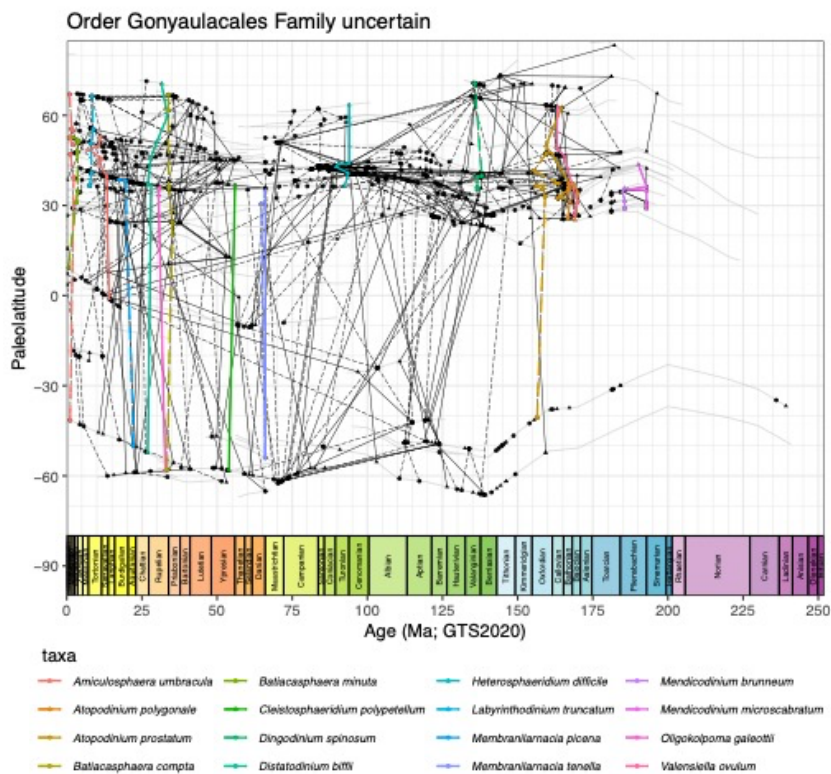 Order Gonyaulacales Family uncertain
60
30
0
−30
−60
−90
Paleolatitude
Tortonian
Burdigalian
Chattian
Rupelian
Priabonian
Bartonian
Lutetian
Ypresian
Danian
Maastrichtian
Campanian
Coniacian
Turonian
Cenomanian
Albian
Aptian
Barremian
Hauterivian
Valanginian
Berriasian
Tithonian
Kimmeridgian
Oxfordian
Callovian
Aalenian
Toarcian
Pliensbachian
Sinemurian
Rhaetian
Norian
Carnian
Ladinian
Anisian
0 25 50 75 100 125 150 175 200 225 250
Age (Ma; GTS2020)
taxa
Amiculosphaera umbracula Batiacasphaera minuta Heterosphaeridium difficile Mendicodinium brunneum
Atopodinium polygonale Cleistosphaeridium polypetellum Labyrinthodinium truncatum Mendicodinium microscabratum
Atopodinium prostatum Dingodinium spinosum Membranilarnacia picena Oligokolpoma galeottii
Batiacasphaera compta Distatodinium biffii Membranilarnacia tenella Valensiella ovulum